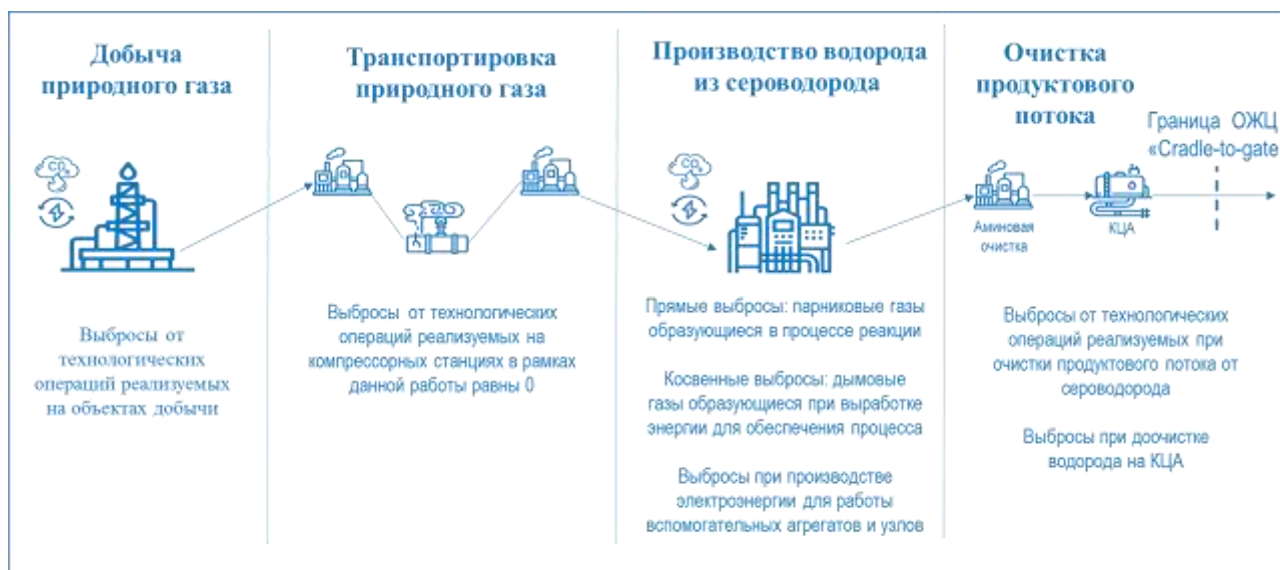 Добыча
природного газа
CO₂
Выбросы от
технологических
операций реализуемых
на объектах добычи
Транспортировка
природного газа
Выбросы от технологических
операций реализуемых на
компрессорных станциях в рамках
данной работы равны 0
Производство водорода
из сероводорода
CO₂
Прямые выбросы: парниковые газы
образующиеся в процессе реакции
Косвенные выбросы: дымовые
газы образующиеся при выработке
энергии для обеспечения процесса
Выбросы при производстве
электроэнергии для работы
вспомогательных агрегатов и узлов
Очистка
продуктового
потока
Граница ОЖЦ
«Cradle-to-gate
Аминовая
очистка
КЦА
Выбросы от технологических
операций реализуемых при
очистки продуктового потока от
сероводорода
Выбросы при доочистке
водорода на КЦА